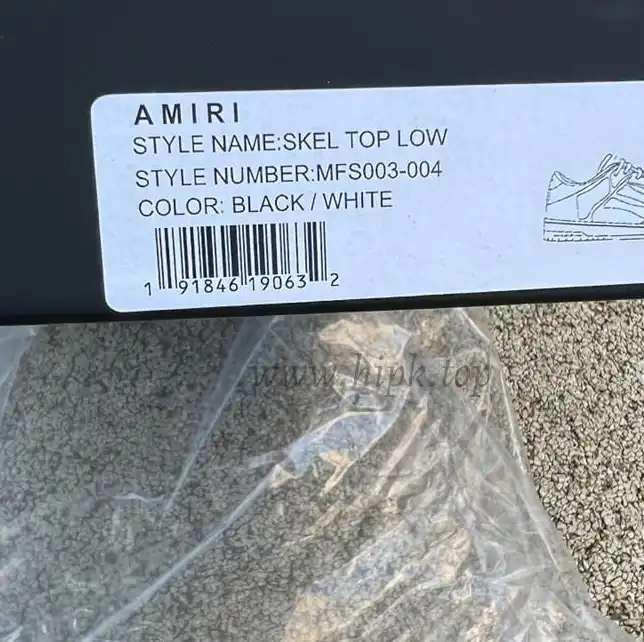 AMIRI
STYLE NAME:SKEL TOP LOW
STYLE NUMBER:MFS003-004
COLOR: BLACK / WHITE
1 91846 19063 2
www.hipk.top